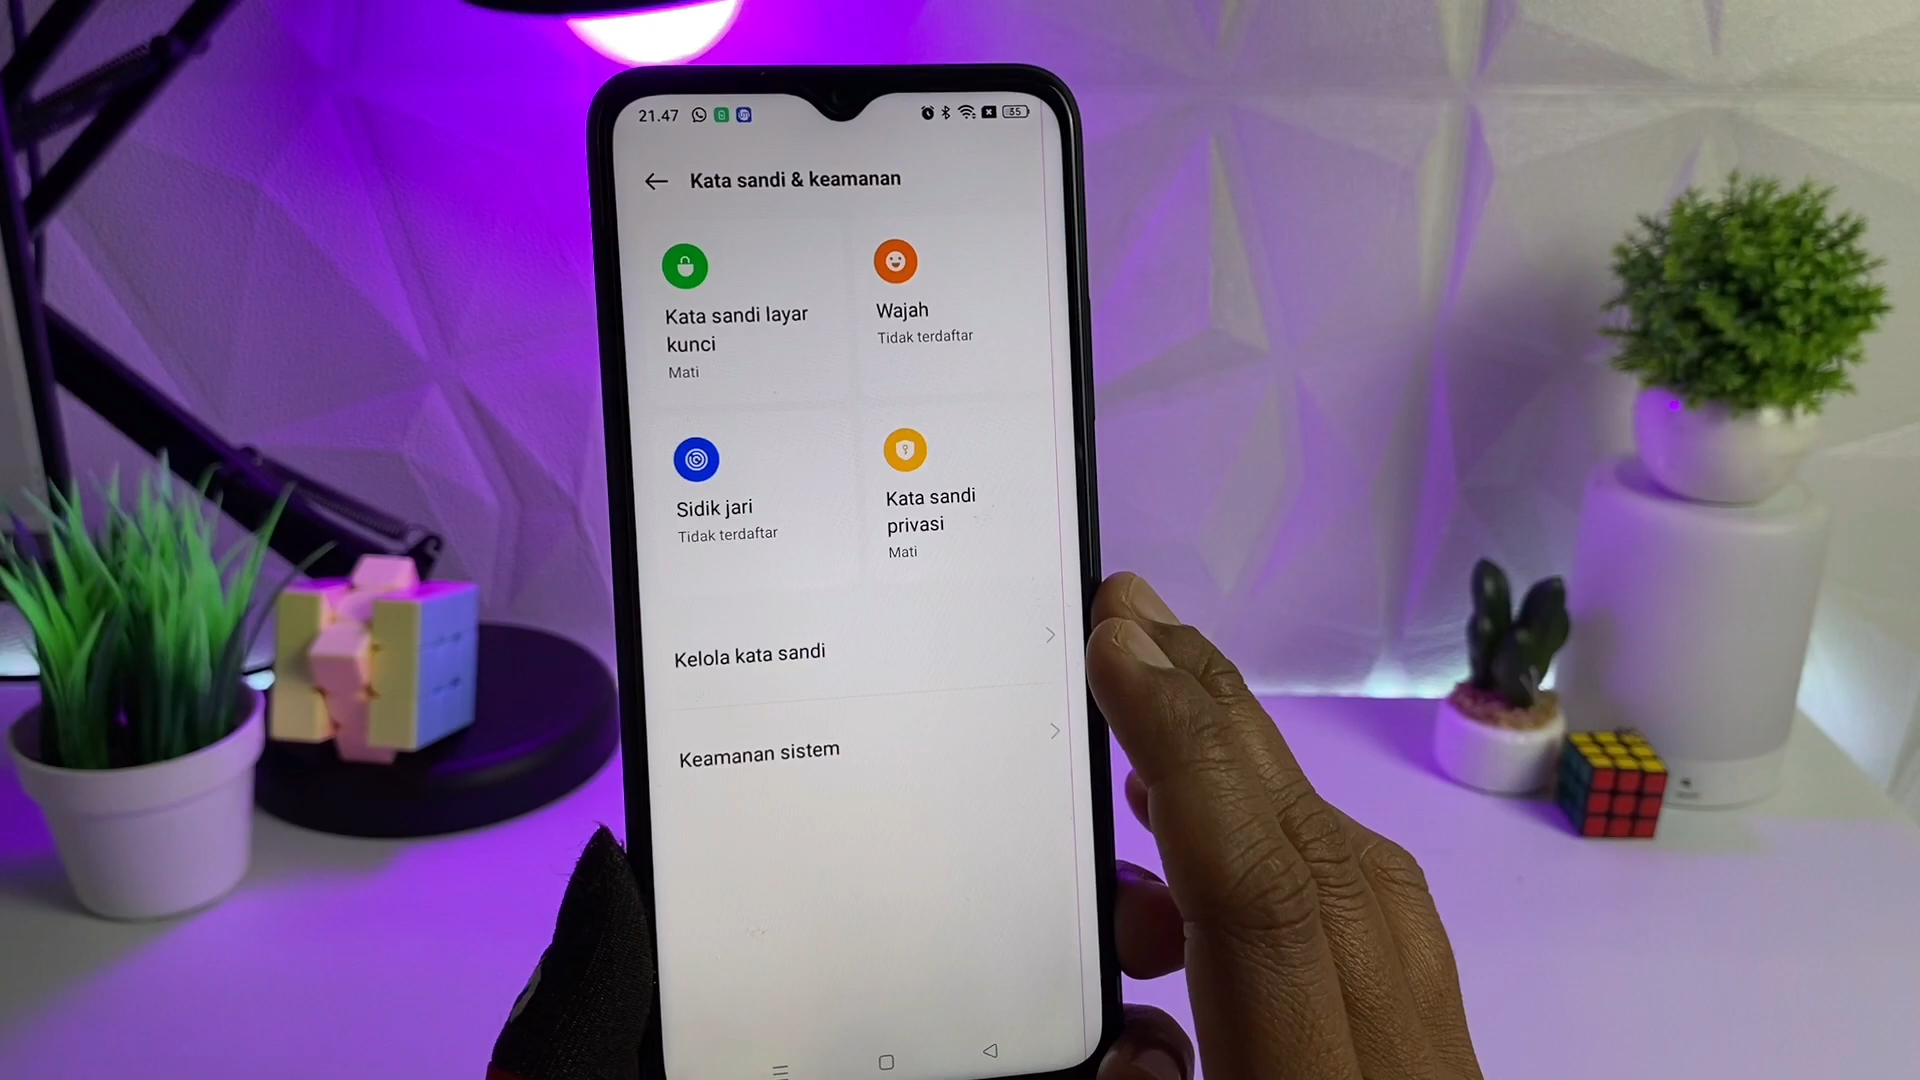 21.47
35
Kata sandi & keamanan
Kata sandi layar
kunci
Mati
Wajah
Tidak terdaftar
Sidik jari
Tidak terdaftar
Kata sandi
privasi
Mati
Kelola kata sandi
Keamanan sistem